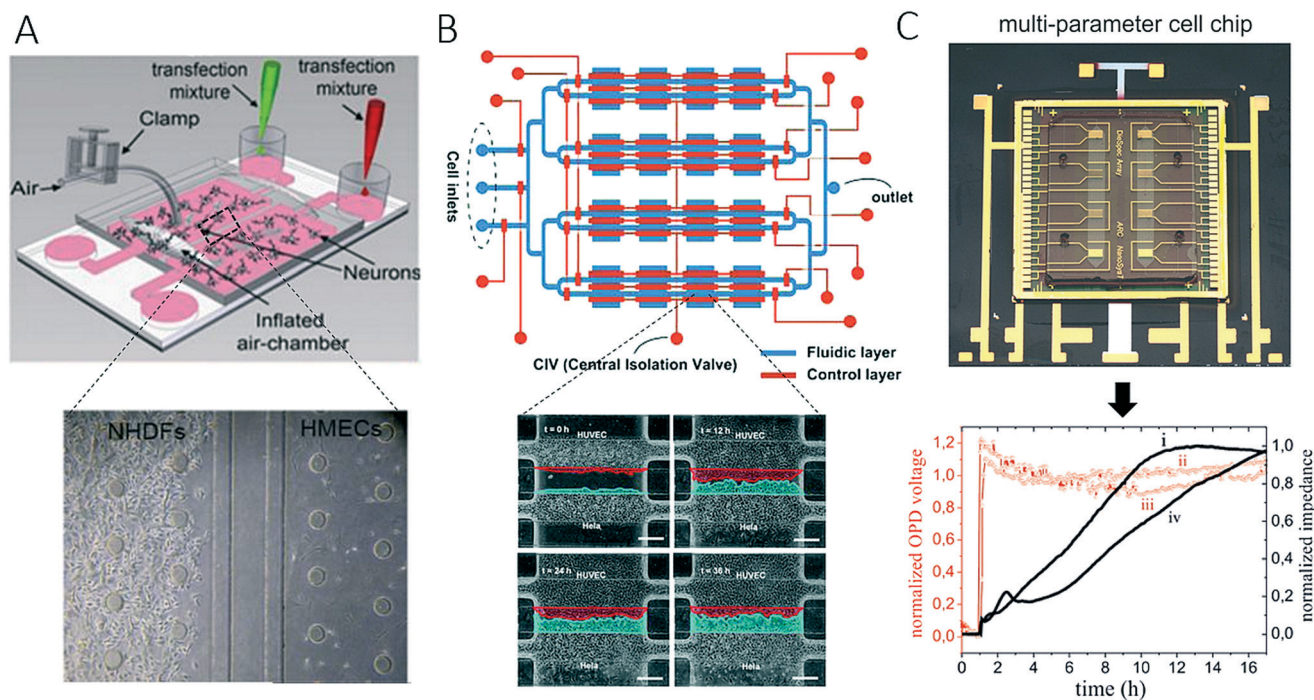 A
transfection
mixture
transfection
mixture
Clamp
Air
Neurons
Inflated
air-chamber
NHDFs
HMECs
B
Cell inlets
outlet
CIV (Central Isolation Valve)
Fluidic layer
Control layer
t = 0 h
HUVEC
Hela
t = 12 h
HUVEC
Hela
t = 24 h
HUVEC
Hela
t = 36 h
HUVEC
Hela
C
multi-parameter cell chip
DelSpec Array
ARC NanoSysT
normalized OPD voltage
1,2
1,0
0,8
0,6
0,4
0,2
0,0
i
ii
iii
iv
1,0
0,8
0,6
0,4
0,2
0,0
normalized impedance
0 2 4 6 8 10 12 14 16
time (h)